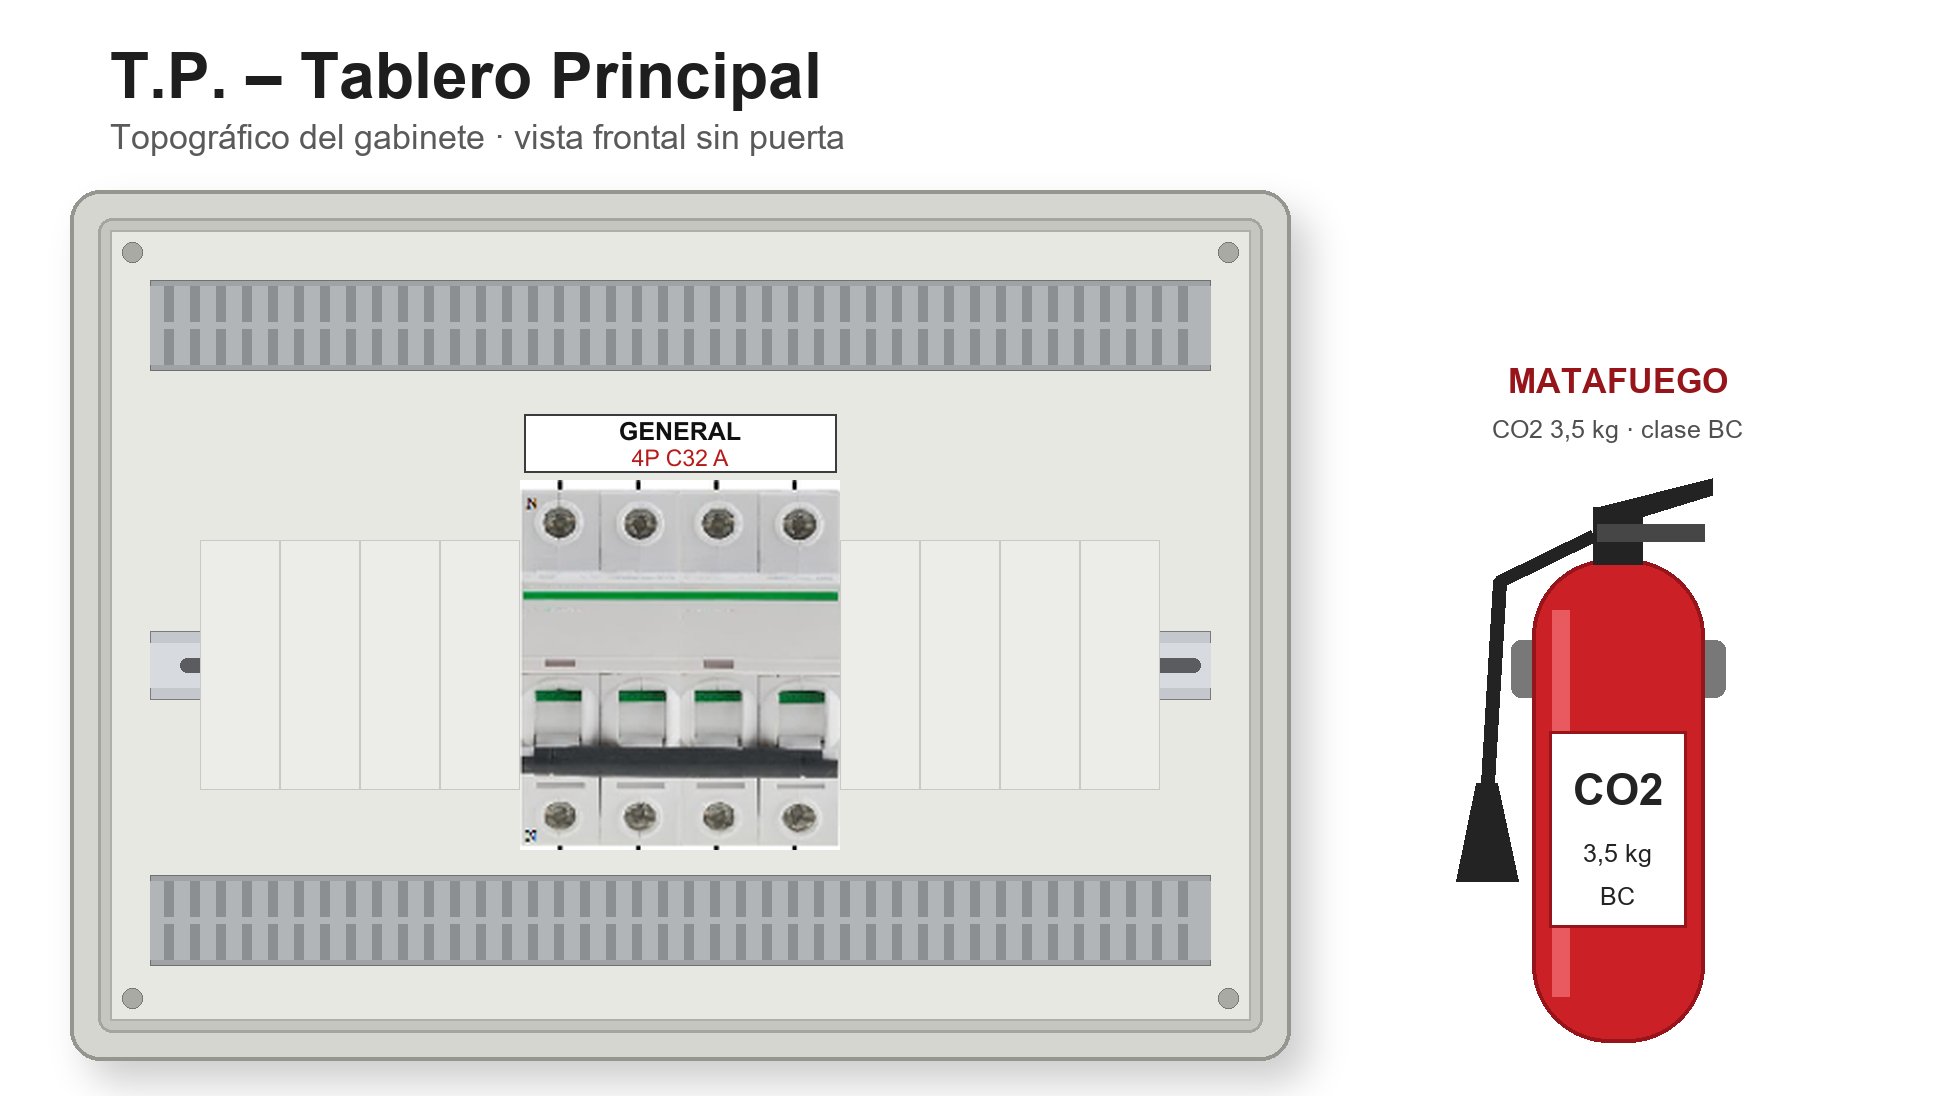 T.P. – Tablero Principal
Topográfico del gabinete · vista frontal sin puerta
GENERAL
4P C32 A
N
N
MATAFUEGO
CO2 3,5 kg · clase BC
CO2
3,5 kg
BC